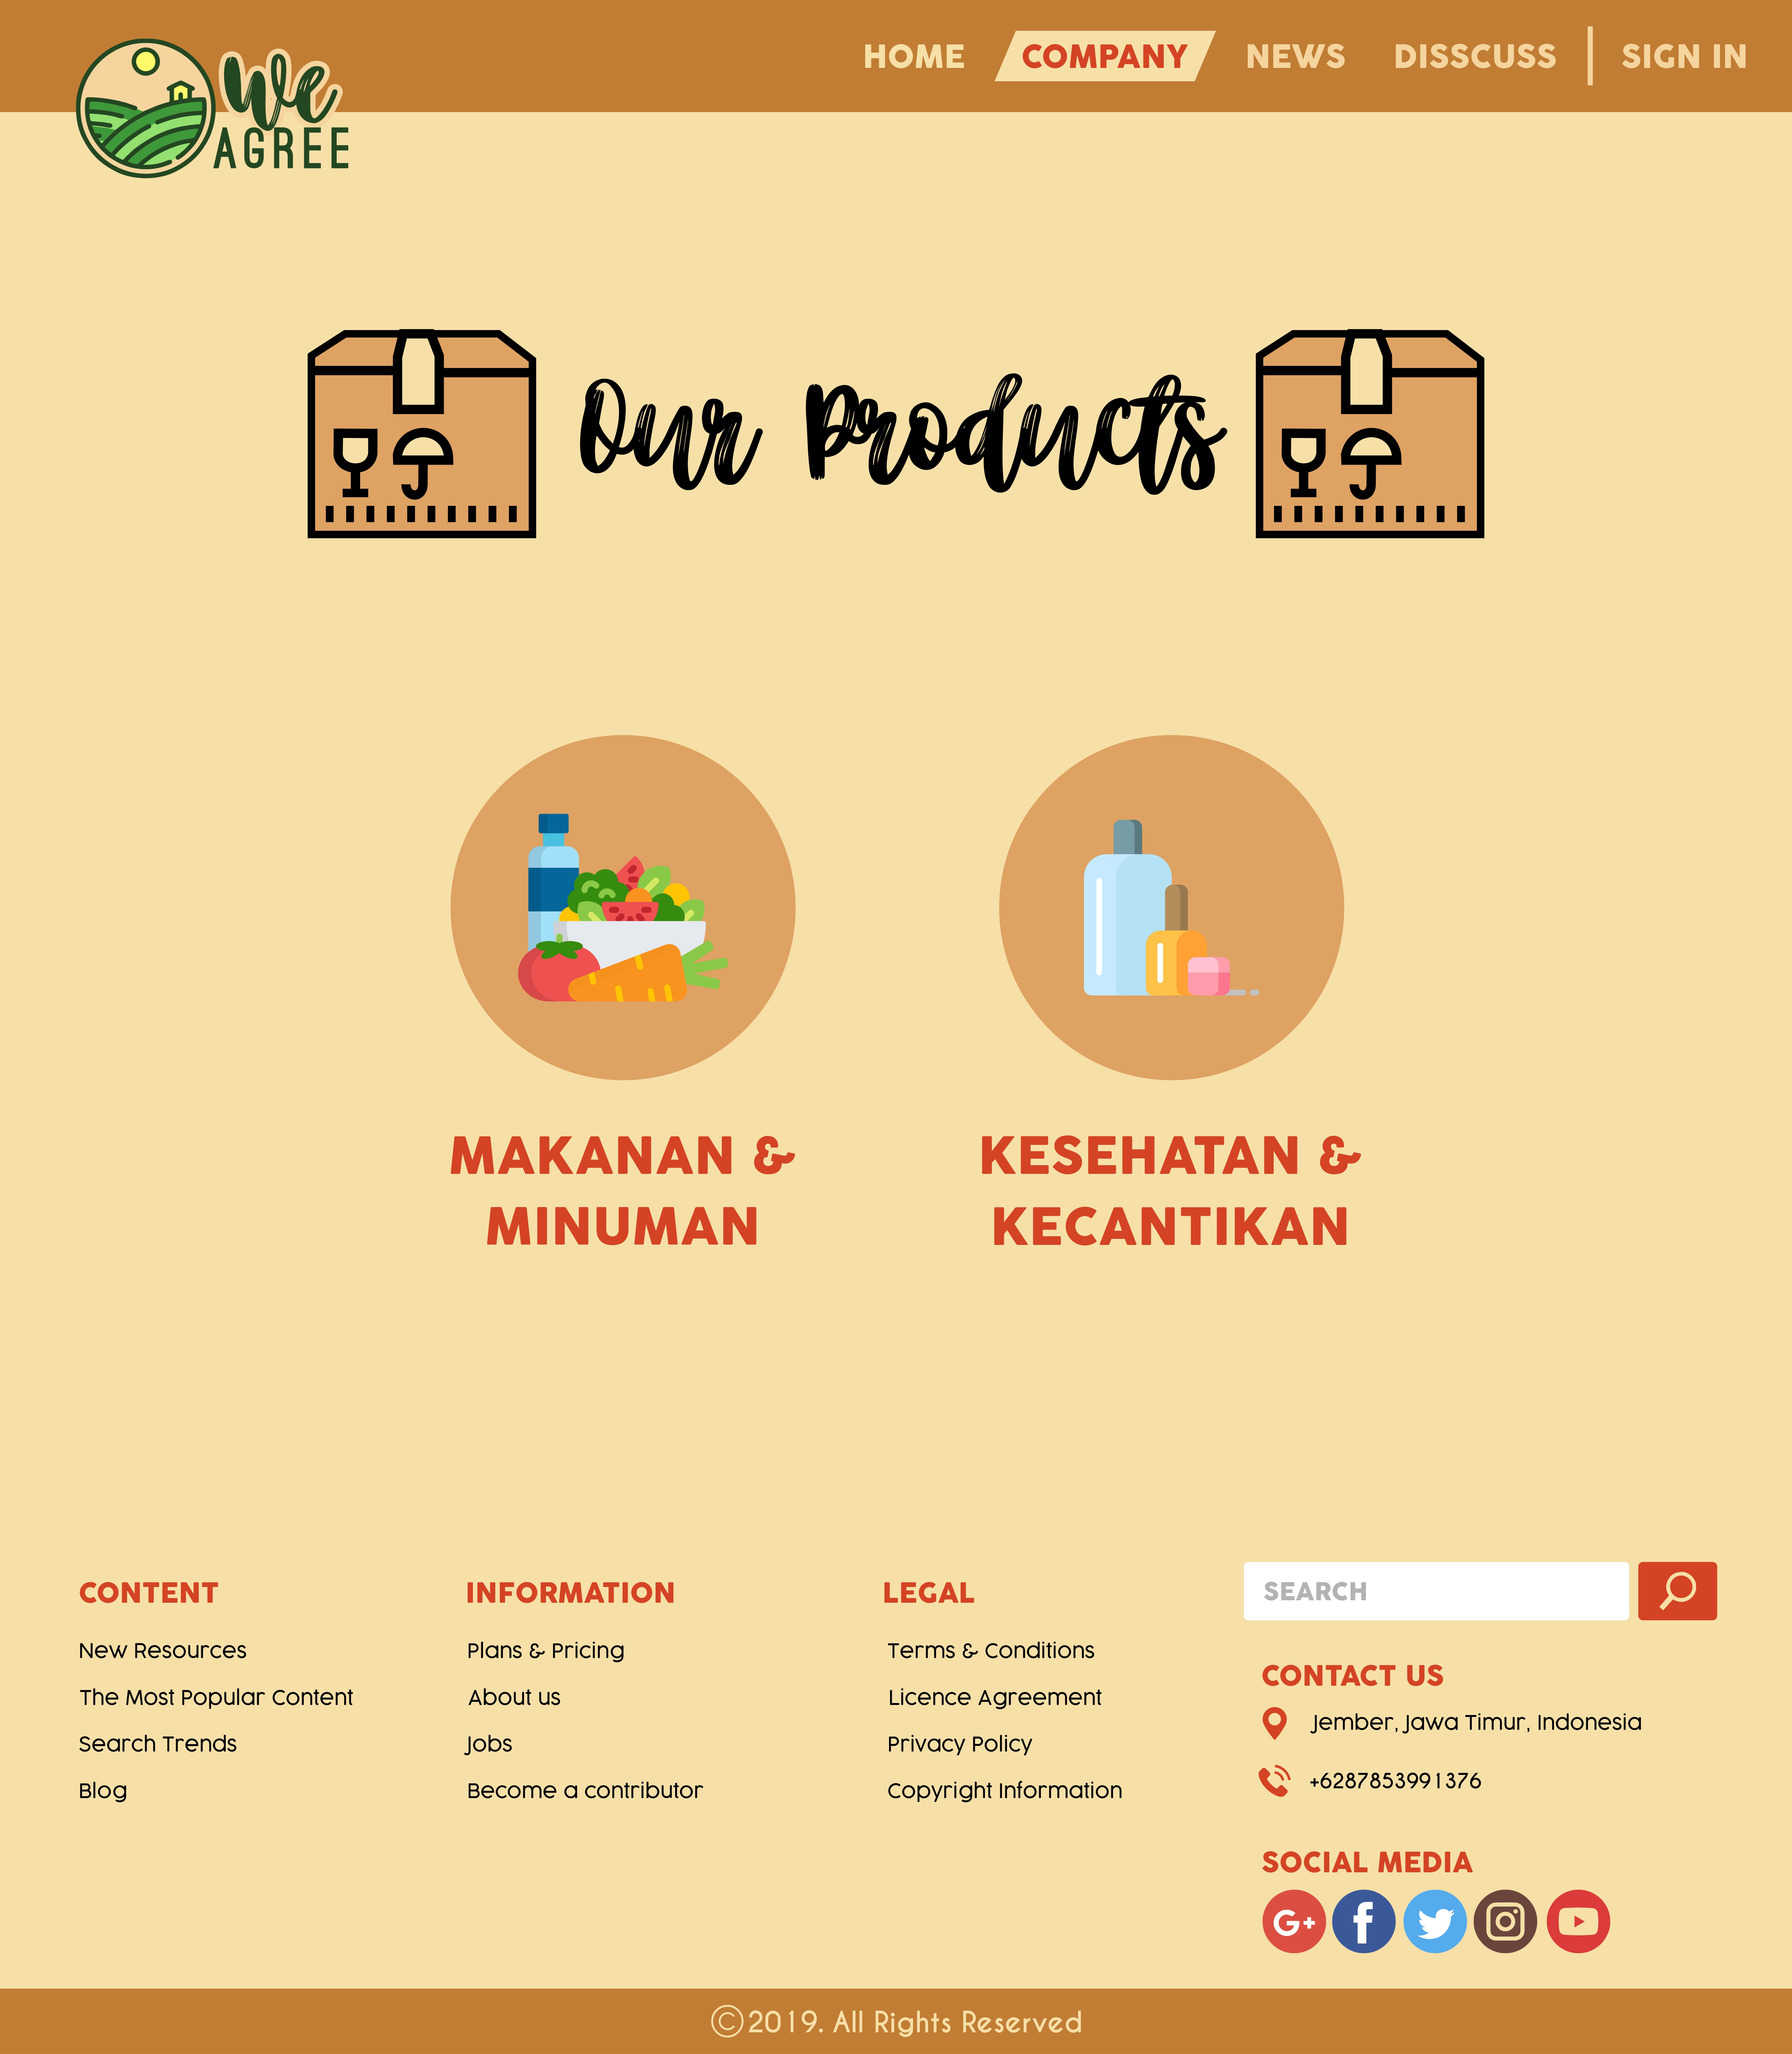 We
AGREE
HOME COMPANY NEWS DISSCUSS SIGN IN
Our Products
MAKANAN &
MINUMAN
KESEHATAN &
KECANTIKAN
CONTENT
New Resources
The Most Popular Content
Search Trends
Blog
INFORMATION
Plans & Pricing
About us
Jobs
Become a contributor
LEGAL
Terms & Conditions
Licence Agreement
Privacy Policy
Copyright Information
SEARCH
CONTACT US
Jember, Jawa Timur, Indonesia
+6287853991376
SOCIAL MEDIA
G+ f
©2019. All Rights Reserved